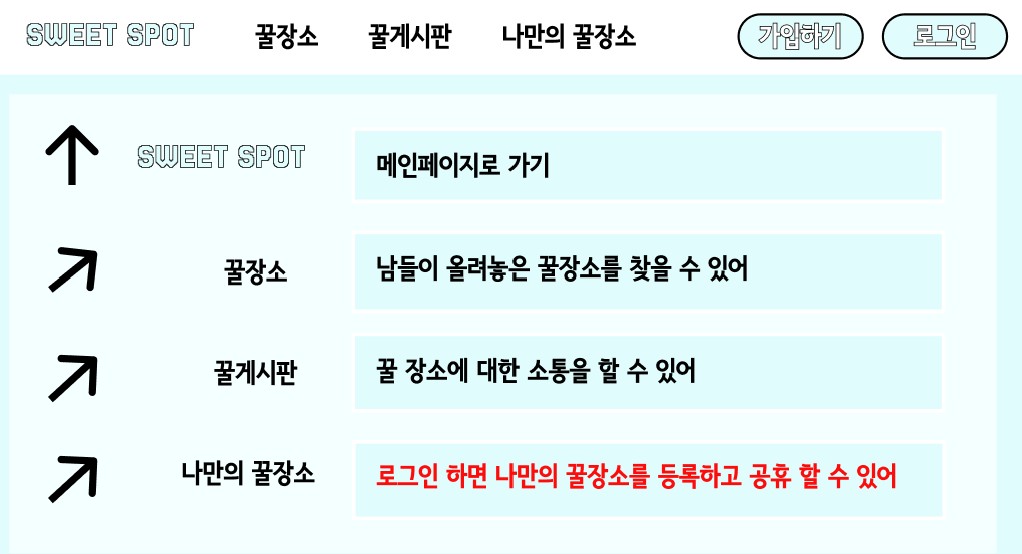 SWEET SPOT 꿀장소 꿀게시판 나만의 꿀장소 가입하기 로그인
SWEET SPOT 메인페이지로 가기
꿀장소 남들이 올려놓은 꿀장소를 찾을 수 있어
꿀게시판 꿀 장소에 대한 소통을 할 수 있어
나만의 꿀장소 로그인 하면 나만의 꿀장소를 등록하고 공휴 할 수 있어